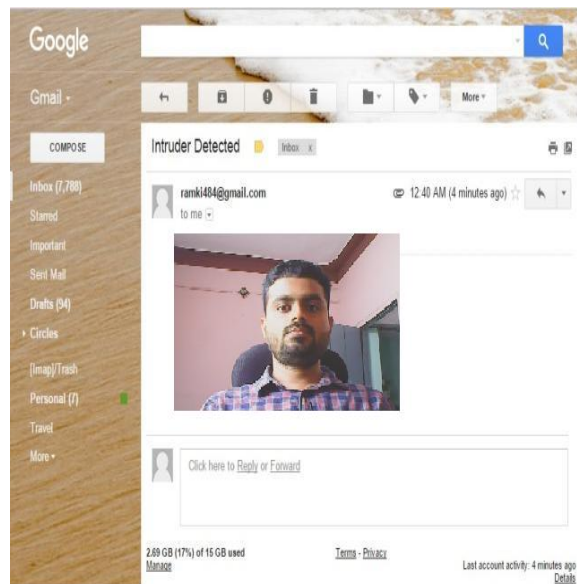 Google
Gmail
More
COMPOSE
Intruder Detected
Inbox x
Inbox (7,788)
Starred
Important
Sent Mail
Drafts (94)
Circles
[Imap]/Trash
Personal (7)
Travel
More
ramki484@gmail.com
12:40 AM (4 minutes ago)
to me
Click here to Reply or Forward
2.69 GB (17%) of 15 GB used
Manage
Terms - Privacy
Last account activity: 4 minutes ago
Details